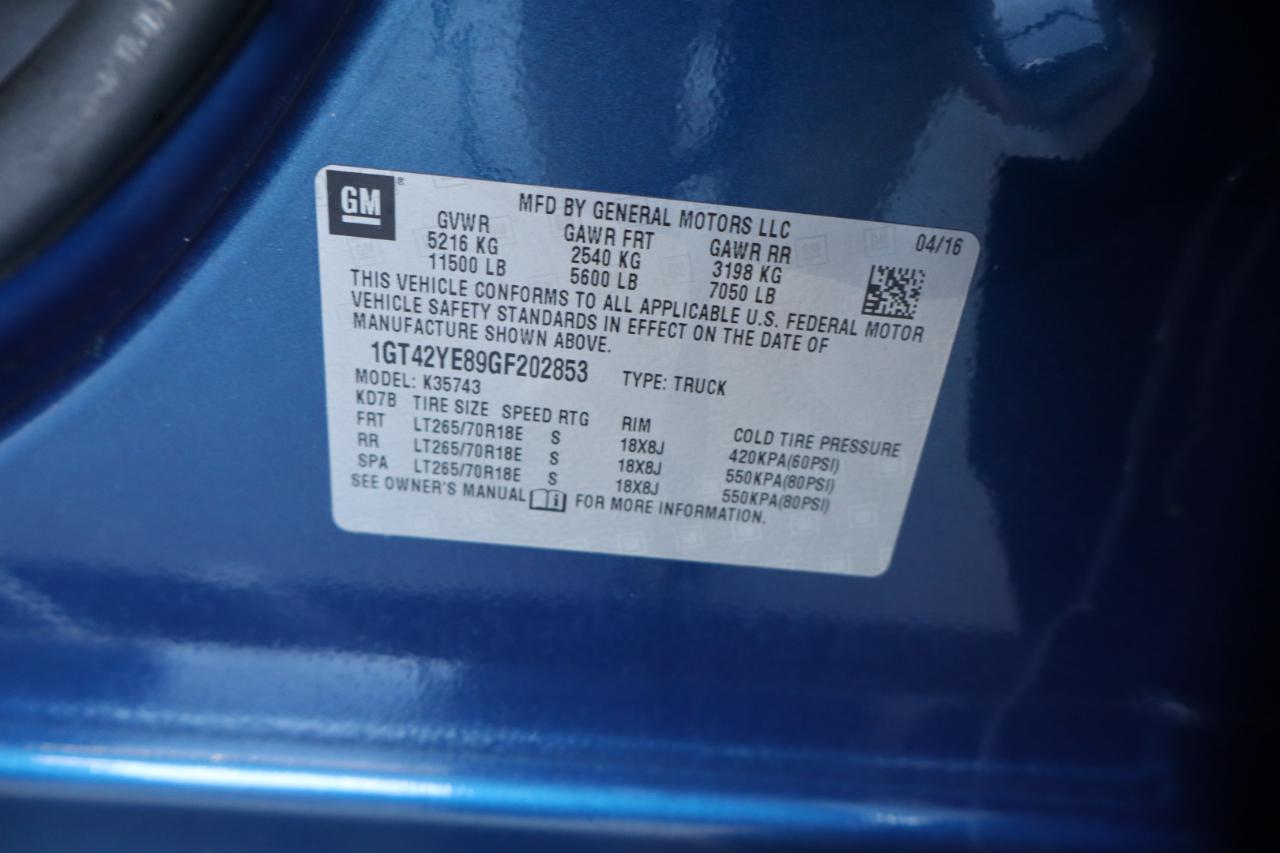 GM
MFD BY GENERAL MOTORS LLC
04/16
GVWR GAWR FRT GAWR RR
5216 KG 2540 KG 3198 KG
11500 LB 5600 LB 7050 LB
THIS VEHICLE CONFORMS TO ALL APPLICABLE U.S. FEDERAL MOTOR
VEHICLE SAFETY STANDARDS IN EFFECT ON THE DATE OF
MANUFACTURE SHOWN ABOVE.
1GT42YE89GF202853 TYPE: TRUCK
MODEL: K35743
KD7B TIRE SIZE SPEED RTG RIM COLD TIRE PRESSURE
FRT LT265/70R18E S 18X8J 420KPA(60PSI)
RR LT265/70R18E S 18X8J 550KPA(80PSI)
SPA LT265/70R18E S 18X8J 550KPA(80PSI)
SEE OWNER'S MANUAL i FOR MORE INFORMATION.